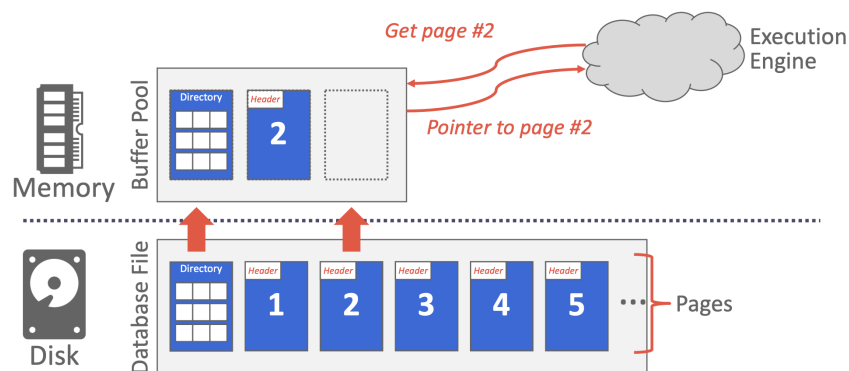 Get page #2
Execution
Engine
Pointer to page #2
Memory
Buffer Pool
Directory
Header
2
Disk
Database File
Directory
Header
1
Header
2
Header
3
Header
4
Header
5
...
Pages